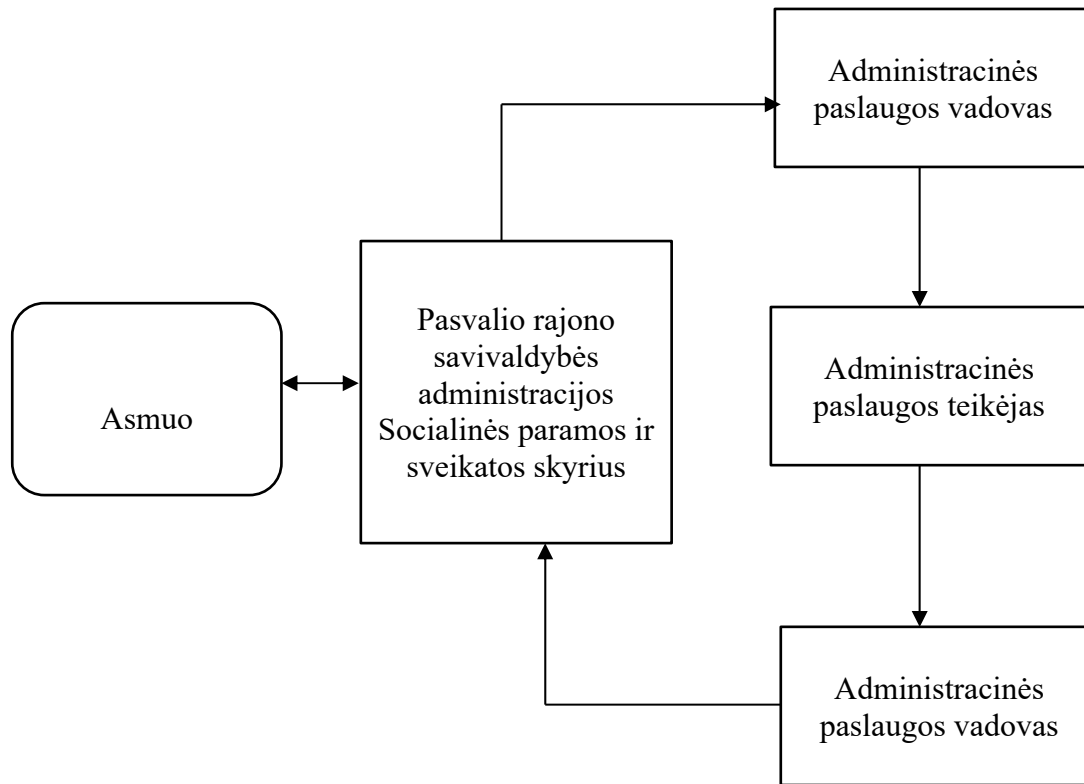 Administracinės
paslaugos vadovas
Pasvalio rajono
savivaldybės
administracijos
Socialinės paramos ir
sveikatos skyrius
Asmuo
Administracinės
paslaugos teikėjas
Administracinės
paslaugos vadovas